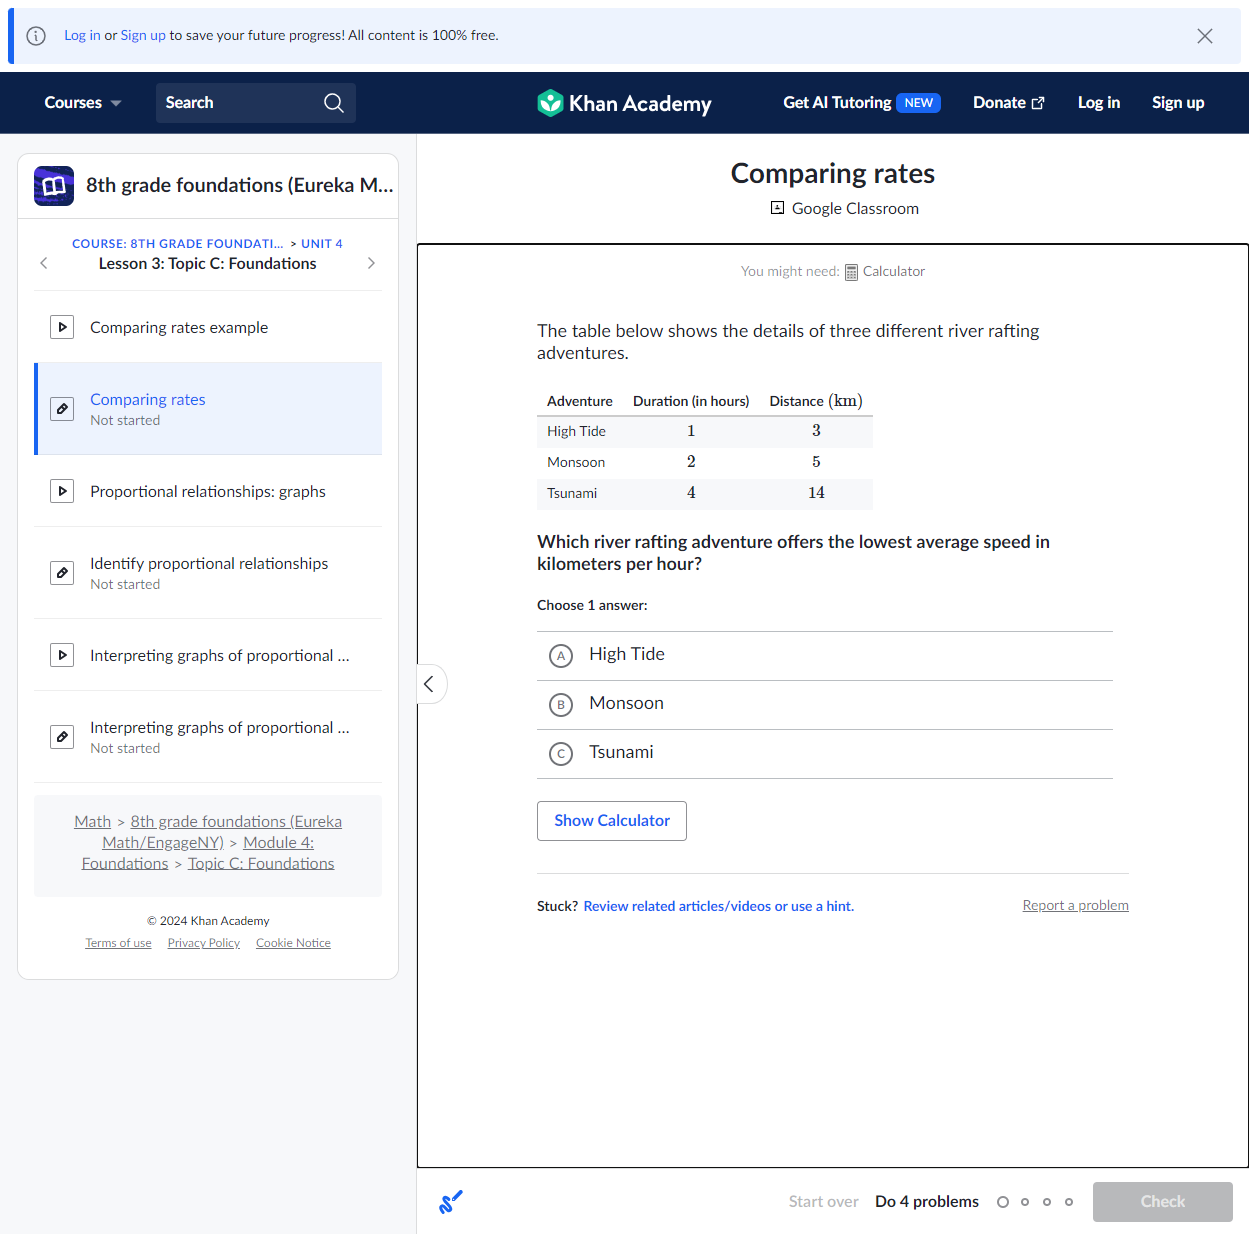 Log in or Sign up to save your future progress! All content is 100% free.
Courses
Search
Khan Academy
Get AI Tutoring NEW
Donate
Log in
Sign up
8th grade foundations (Eureka M...
COURSE: 8TH GRADE FOUNDATI... > UNIT 4
Lesson 3: Topic C: Foundations
Comparing rates example
Comparing rates
Not started
Proportional relationships: graphs
Identify proportional relationships
Not started
Interpreting graphs of proportional ...
Interpreting graphs of proportional ...
Not started
Math > 8th grade foundations (Eureka
Math/EngageNY) > Module 4:
Foundations > Topic C: Foundations
© 2024 Khan Academy
Terms of use Privacy Policy Cookie Notice
Comparing rates
Google Classroom
You might need: Calculator
The table below shows the details of three different river rafting
adventures.
Adventure Duration (in hours) Distance (km)
High Tide 1 3
Monsoon 2 5
Tsunami 4 14
Which river rafting adventure offers the lowest average speed in
kilometers per hour?
Choose 1 answer:
A High Tide
B Monsoon
C Tsunami
Show Calculator
Stuck? Review related articles/videos or use a hint.
Report a problem
Start over
Do 4 problems
Check